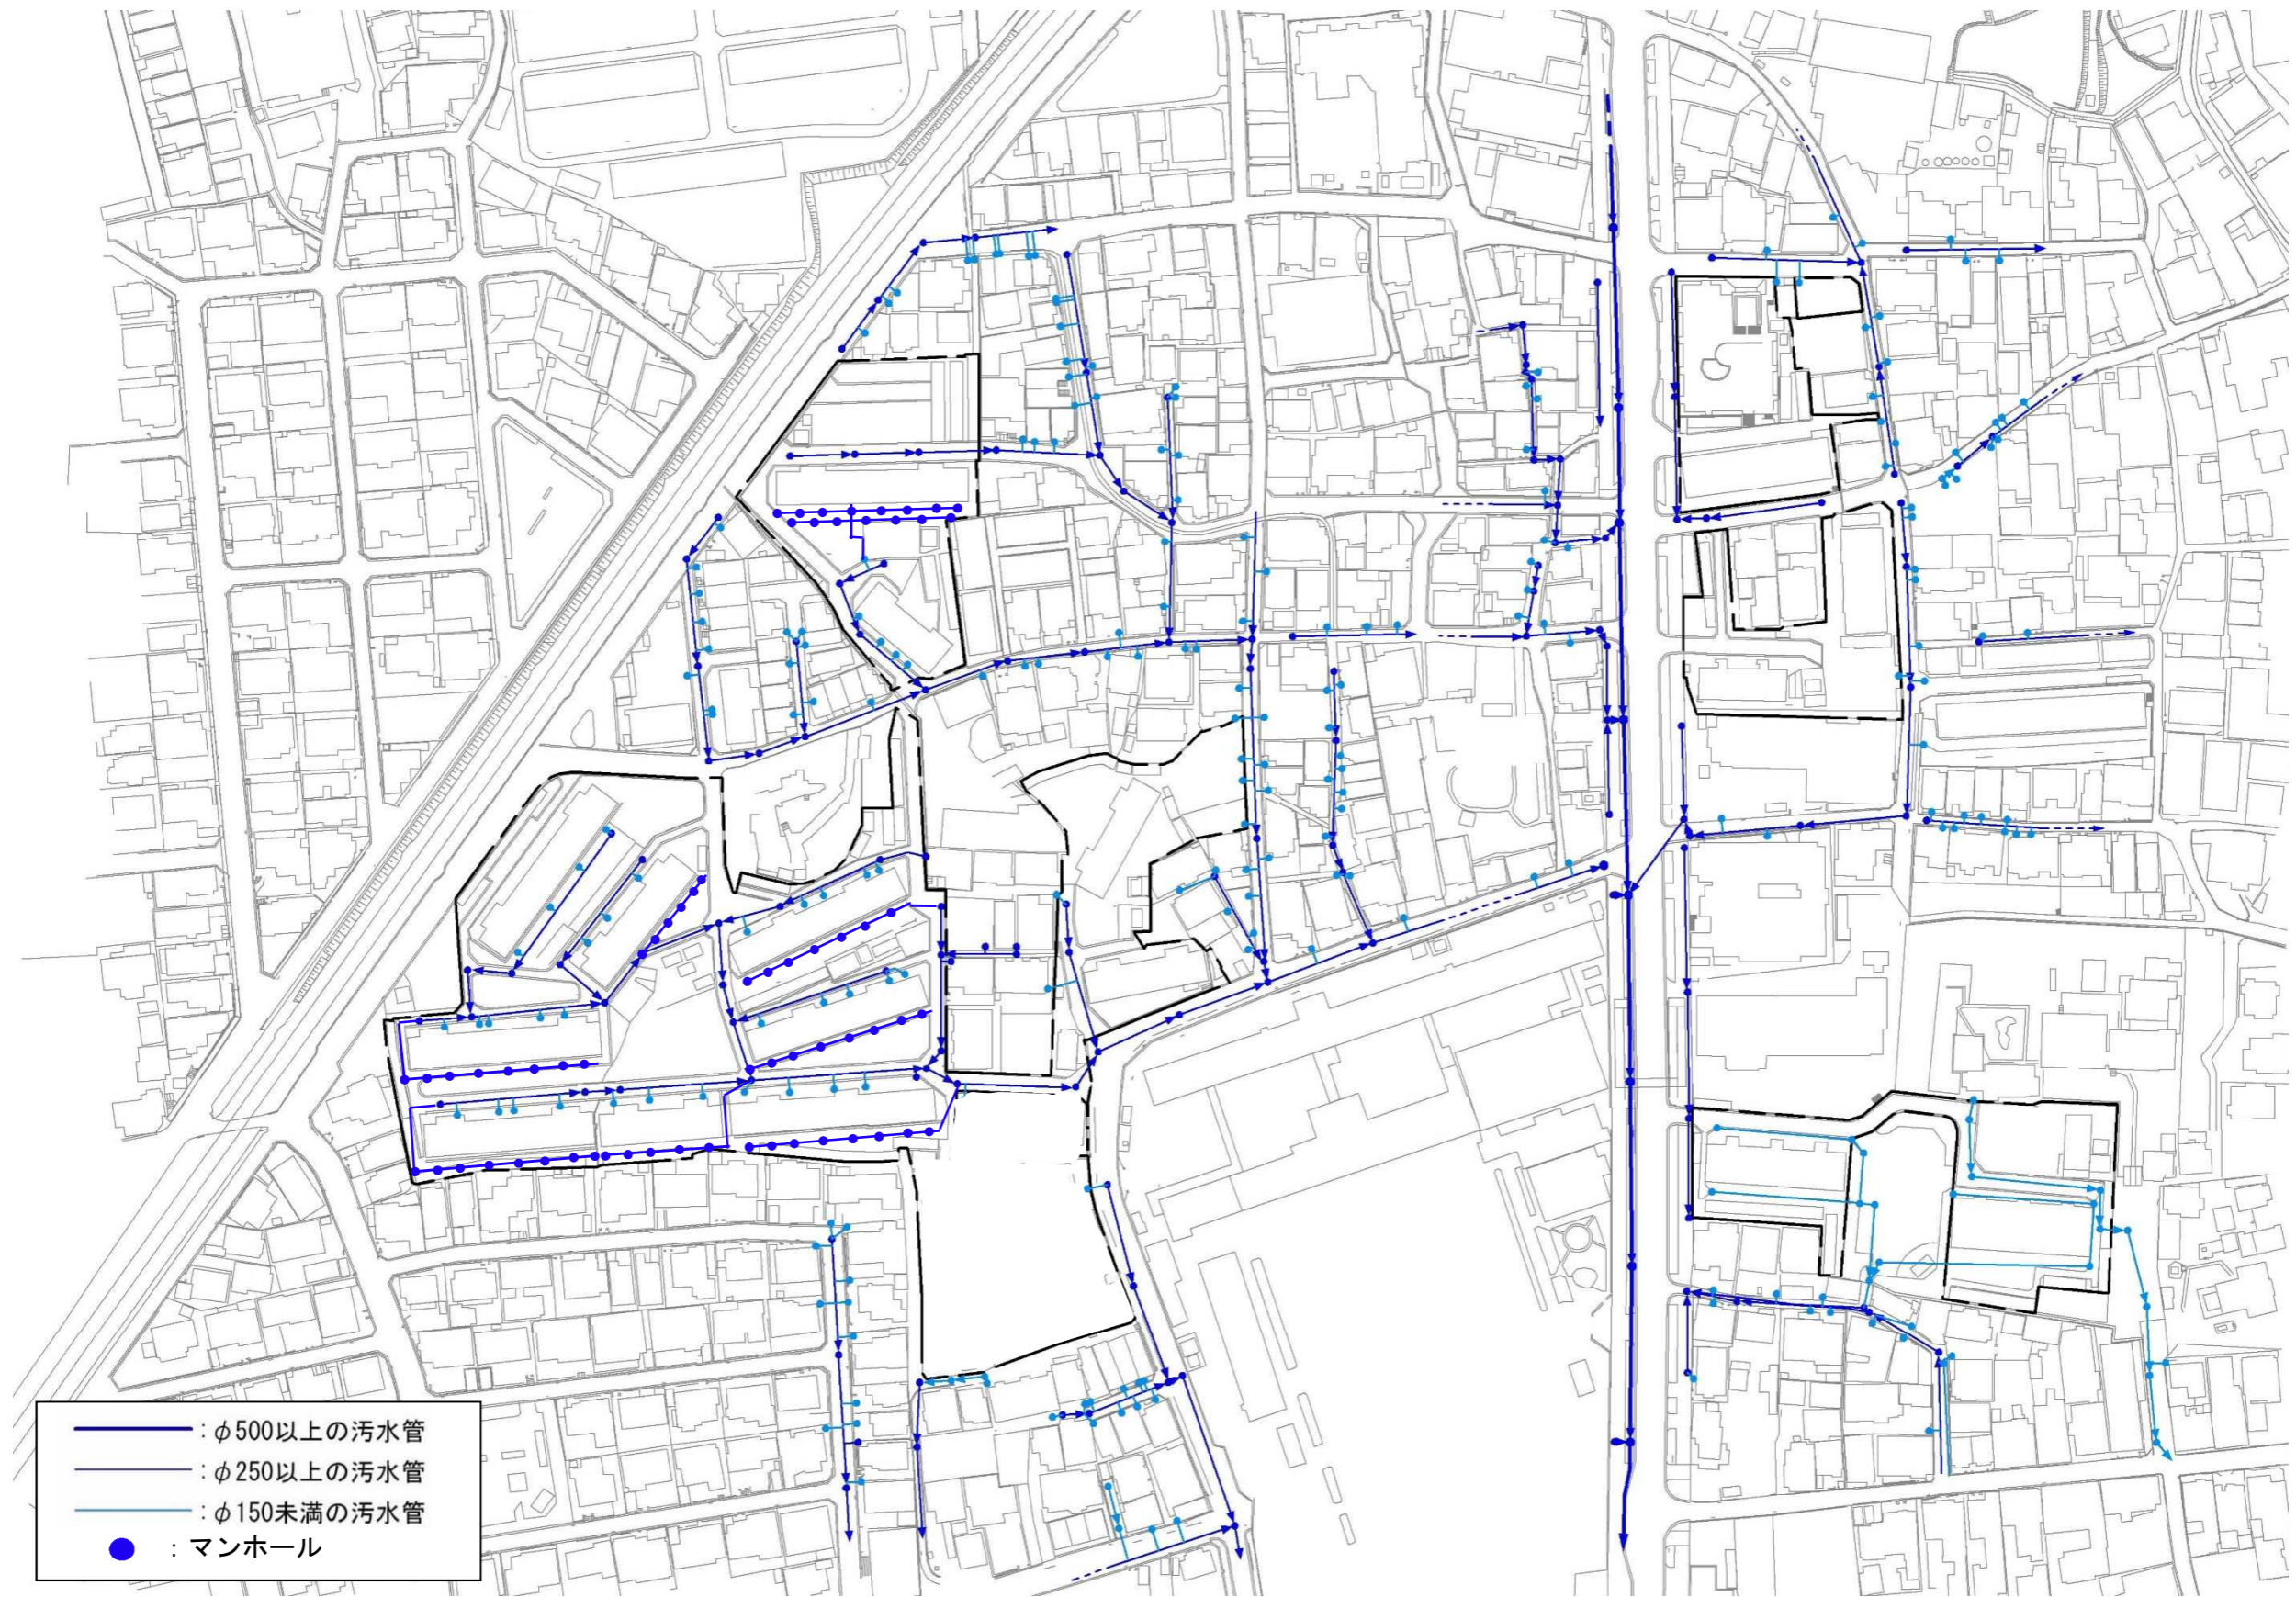 : φ500以上の汚水管
: φ250以上の汚水管
: φ150未満の汚水管
: マンホール